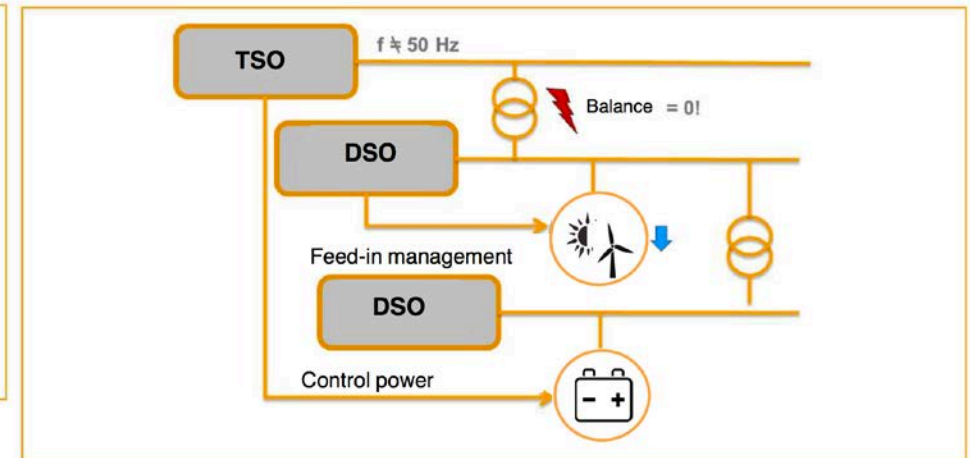 TSO
f ≠ 50 Hz
Balance = 0!
DSO
Feed-in management
DSO
Control power
- +